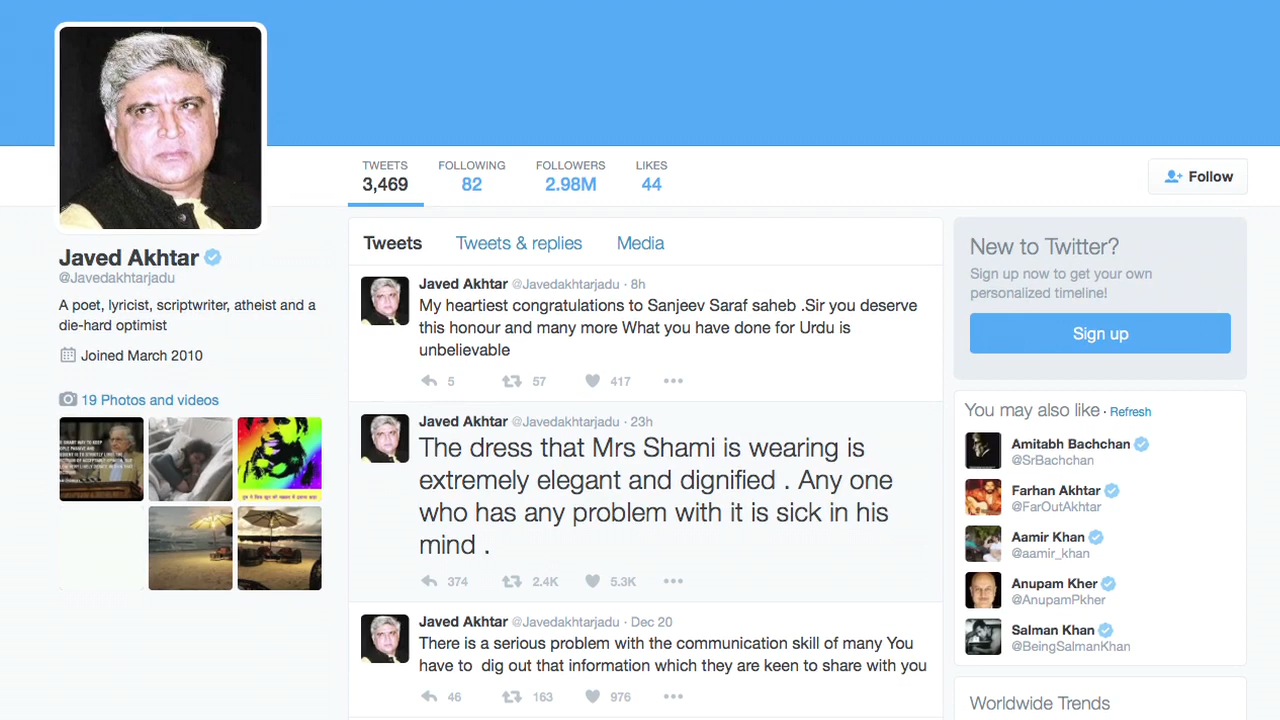 TWEETS
3,469
FOLLOWING
82
FOLLOWERS
2.98M
LIKES
44
Follow
Javed Akhtar
@Javedakhtarjadu
A poet, lyricist, scriptwriter, atheist and a
die-hard optimist
Joined March 2010
19 Photos and videos
Tweets
Tweets & replies
Media
Javed Akhtar @Javedakhtarjadu · 8h
My heartiest congratulations to Sanjeev Saraf saheb .Sir you deserve
this honour and many more What you have done for Urdu is
unbelievable
5 57 417
Javed Akhtar @Javedakhtarjadu · 23h
The dress that Mrs Shami is wearing is
extremely elegant and dignified . Any one
who has any problem with it is sick in his
mind .
374 2.4K 5.3K
Javed Akhtar @Javedakhtarjadu · Dec 20
There is a serious problem with the communication skill of many You
have to dig out that information which they are keen to share with you
46 163 976
New to Twitter?
Sign up now to get your own
personalized timeline!
Sign up
You may also like · Refresh
Amitabh Bachchan
@SrBachchan
Farhan Akhtar
@FarOutAkhtar
Aamir Khan
@aamir_khan
Anupam Kher
@AnupamPkher
Salman Khan
@BeingSalmanKhan
Worldwide Trends